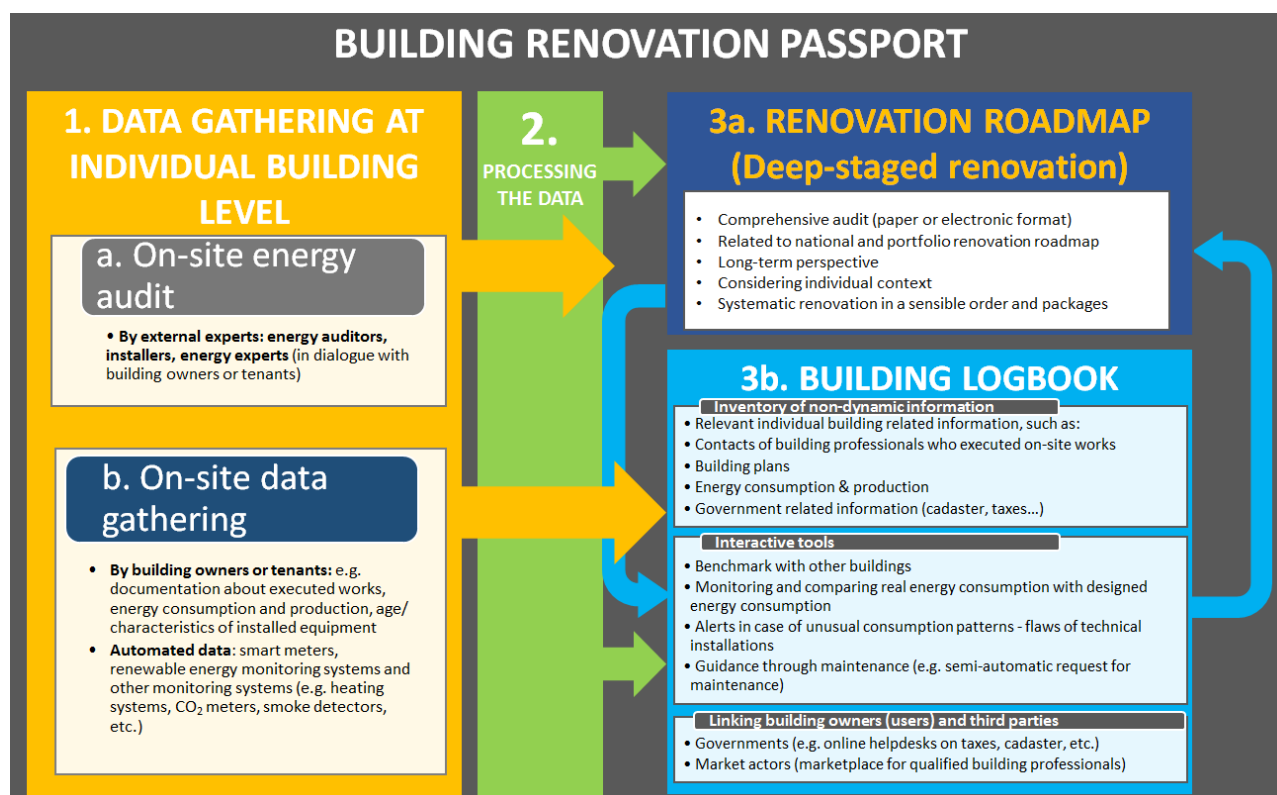 BUILDING RENOVATION PASSPORT
1. DATA GATHERING AT
INDIVIDUAL BUILDING
LEVEL
a. On-site energy
audit
• By external experts: energy auditors,
installers, energy experts (in dialogue with
building owners or tenants)
b. On-site data
gathering
• By building owners or tenants: e.g.
documentation about executed works,
energy consumption and production, age/
characteristics of installed equipment
• Automated data: smart meters,
renewable energy monitoring systems and
other monitoring systems (e.g. heating
systems, CO₂ meters, smoke detectors,
etc.)
2.
PROCESSING
THE DATA
3a. RENOVATION ROADMAP
(Deep-staged renovation)
• Comprehensive audit (paper or electronic format)
• Related to national and portfolio renovation roadmap
• Long-term perspective
• Considering individual context
• Systematic renovation in a sensible order and packages
3b. BUILDING LOGBOOK
Inventory of non-dynamic information
• Relevant individual building related information, such as:
• Contacts of building professionals who executed on-site works
• Building plans
• Energy consumption & production
• Government related information (cadaster, taxes...)
Interactive tools
• Benchmark with other buildings
• Monitoring and comparing real energy consumption with designed
energy consumption
• Alerts in case of unusual consumption patterns - flaws of technical
installations
• Guidance through maintenance (e.g. semi-automatic request for
maintenance)
Linking building owners (users) and third parties
• Governments (e.g. online helpdesks on taxes, cadaster, etc.)
• Market actors (marketplace for qualified building professionals)